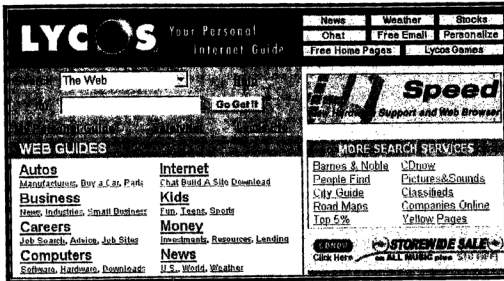 LYCOS Your Personal Internet Guide
News Weather Stocks
Chat Free Email Personalize
Free Home Pages Lycos Games
The Web
Go Get It
Speed
Support and Web Browser
WEB GUIDES
Autos
Manufacturers, Buy a Car, Parts
Business
News, Industries, Small Business
Careers
Job Search, Advice, Job Sites
Computers
Software, Hardware, Downloads
Internet
Chat Build A Site Download
Kids
Fun, Teens, Sports
Money
Investments, Resources, Lending
News
U.S., World, Weather
MORE SEARCH SERVICES
Barnes & Noble CDnow
People Find Pictures&Sounds
City Guide Classifieds
Road Maps Companies Online
Top 5% Yellow Pages
CDNOW STOREWIDE SALE
Click Here on ALL MUSIC plus